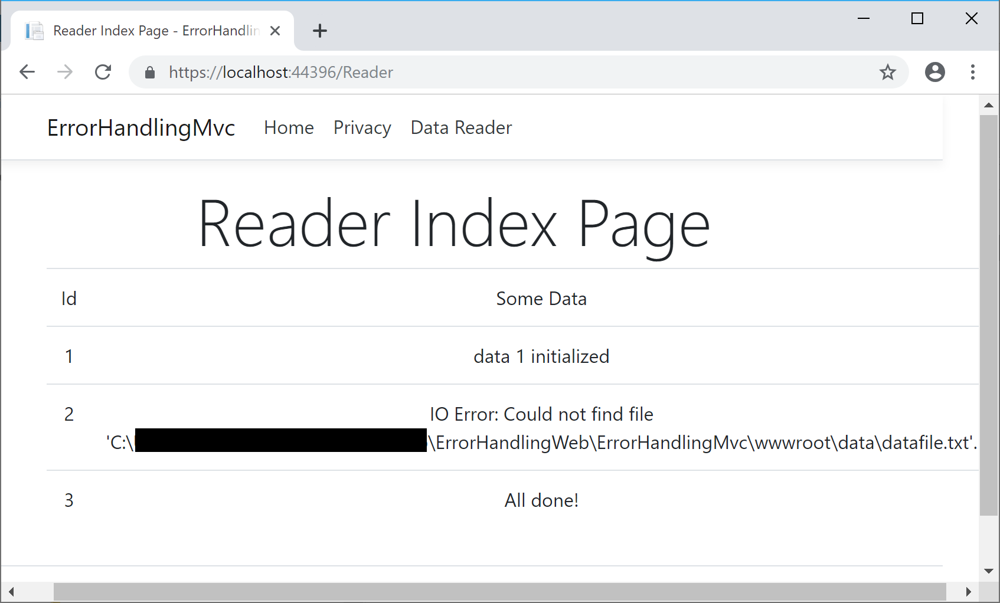 Reader Index Page - ErrorHandlin
https://localhost:44396/Reader
ErrorHandlingMvc Home Privacy Data Reader
Reader Index Page
Id Some Data
1 data 1 initialized
2 IO Error: Could not find file
'C:\ \ErrorHandlingWeb\ErrorHandlingMvc\wwwroot\data\datafile.txt'.
3 All done!